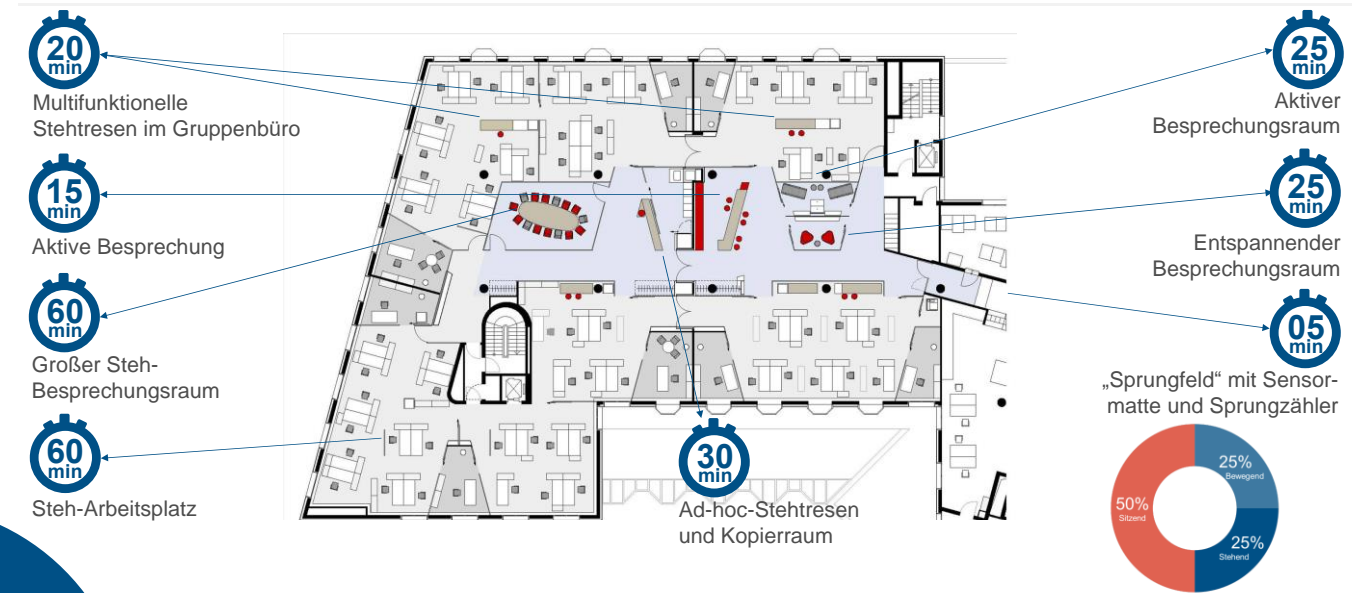 20
min
Multifunktionelle
Stehtresen im Gruppenbüro
15
min
Aktive Besprechung
60
min
Großer Steh-
Besprechungsraum
60
min
Steh-Arbeitsplatz
30
min
Ad-hoc-Stehtresen
und Kopierraum
25
min
Aktiver
Besprechungsraum
25
min
Entspannender
Besprechungsraum
05
min
„Sprungfeld“ mit Sensor-
matte und Sprungzähler
25%
Bewegend
50%
Sitzend
25%
Stehend